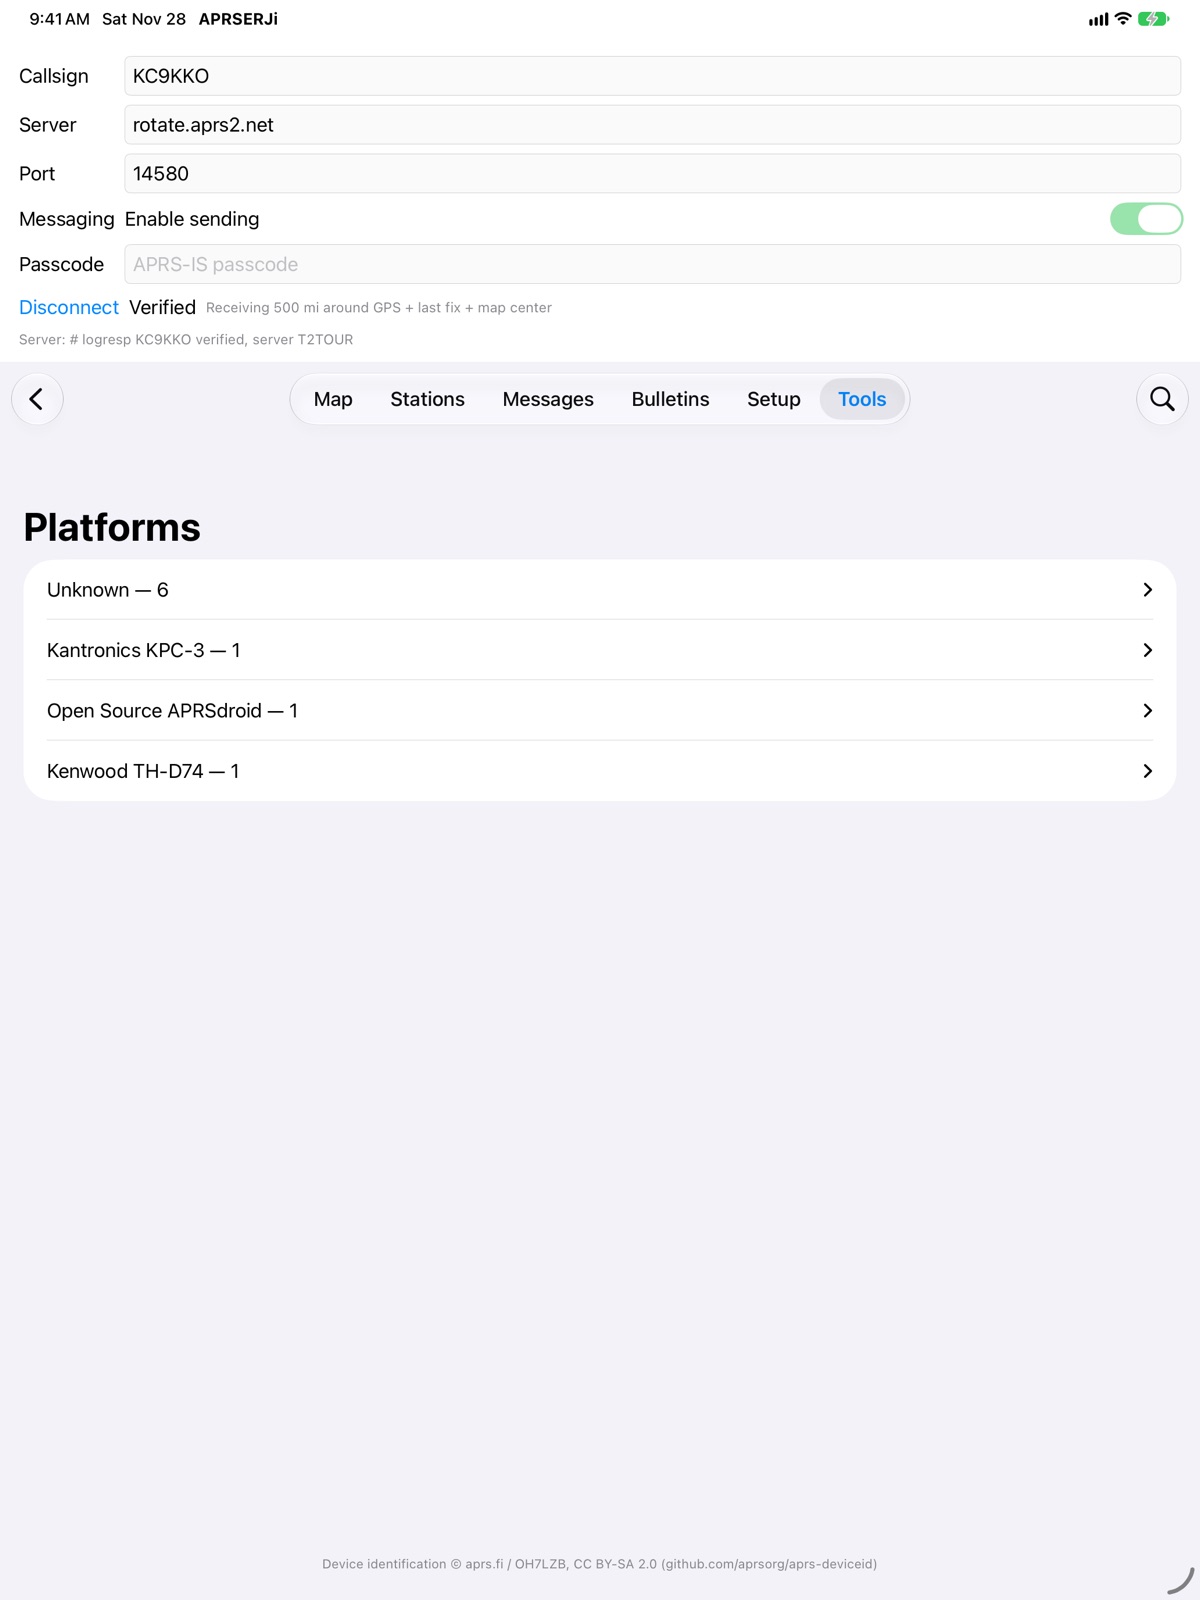 9:41 AM Sat Nov 28 APRSERJi
Callsign KC9KKO
Server rotate.aprs2.net
Port 14580
Messaging Enable sending
Passcode APRS-IS passcode
Disconnect Verified Receiving 500 mi around GPS + last fix + map center
Server: # logresp KC9KKO verified, server T2TOUR
Map Stations Messages Bulletins Setup Tools
Platforms
Unknown — 6
Kantronics KPC-3 — 1
Open Source APRSdroid — 1
Kenwood TH-D74 — 1
Device identification © aprs.fi / OH7LZB, CC BY-SA 2.0 (github.com/aprsorg/aprs-deviceid)